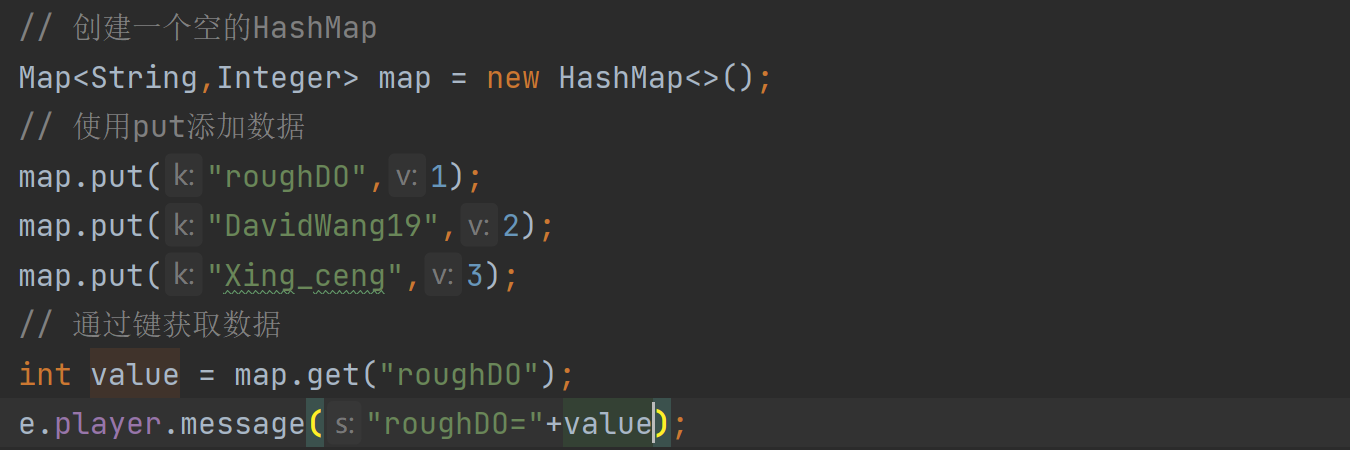 // 创建一个空的HashMap
Map<String,Integer> map = new HashMap<>();
// 使用put添加数据
map.put( k: "roughDO", v: 1);
map.put( k: "DavidWang19", v: 2);
map.put( k: "Xing_ceng", v: 3);
// 通过键获取数据
int value = map.get("roughDO");
e.player.message( s: "roughDO="+value);